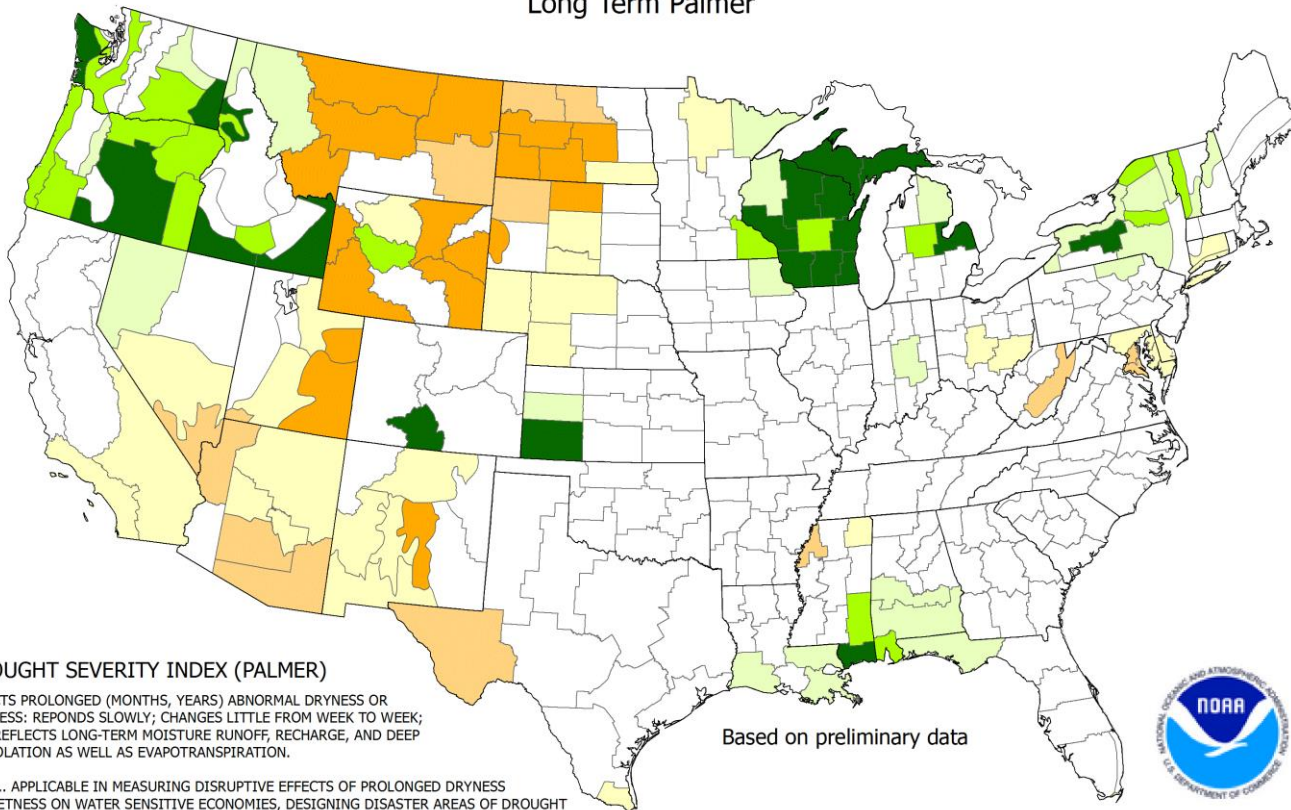 Long Term Palmer
OUGHT SEVERITY INDEX (PALMER)
TS PROLONGED (MONTHS, YEARS) ABNORMAL DRYNESS OR
ESS: REPONDS SLOWLY; CHANGES LITTLE FROM WEEK TO WEEK;
REFLECTS LONG-TERM MOISTURE RUNOFF, RECHARGE, AND DEEP
OLATION AS WELL AS EVAPOTRANSPIRATION.
.. APPLICABLE IN MEASURING DISRUPTIVE EFFECTS OF PROLONGED DRYNESS
ETNESS ON WATER SENSITIVE ECONOMIES, DESIGNING DISASTER AREAS OF DROUGHT
Based on preliminary data
NATIONAL OCEANIC AND ATMOSPHERIC ADMINISTRATION
NOAA
U.S. DEPARTMENT OF COMMERCE